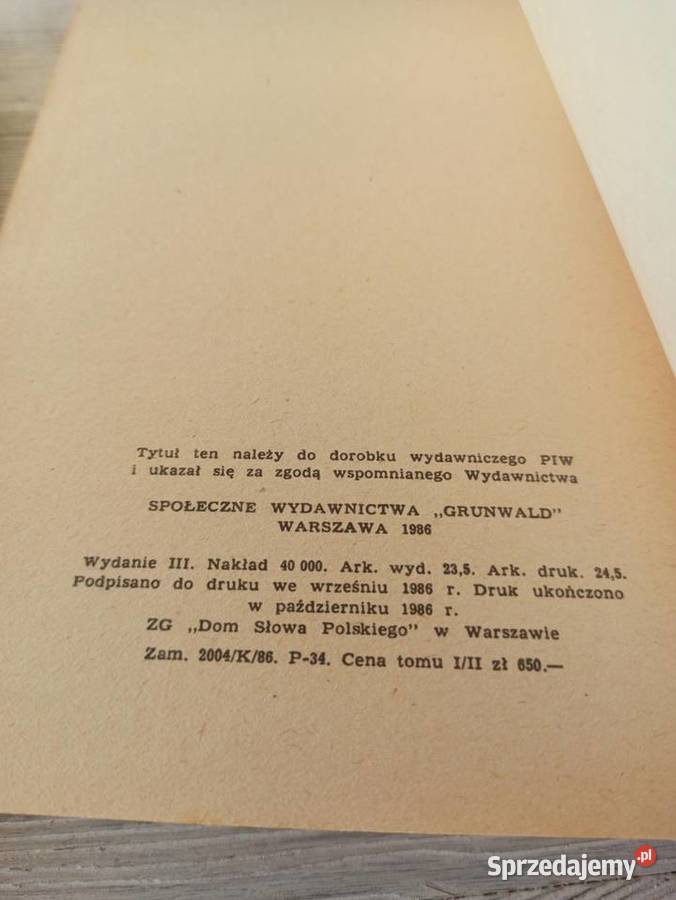 Tytuł ten należy do dorobku wydawniczego PIW
i ukazał się za zgodą wspomnianego Wydawnictwa
SPOŁECZNE WYDAWNICTWA „GRUNWALD”
WARSZAWA 1986
Wydanie III. Nakład 40 000. Ark. wyd. 23,5. Ark. druk. 24,5.
Podpisano do druku we wrześniu 1986 r. Druk ukończono
w październiku 1986 r.
ZG „Dom Słowa Polskiego” w Warszawie
Zam. 2004/K/86. P-34. Cena tomu I/II zł 650.—
Sprzedajemy.pl